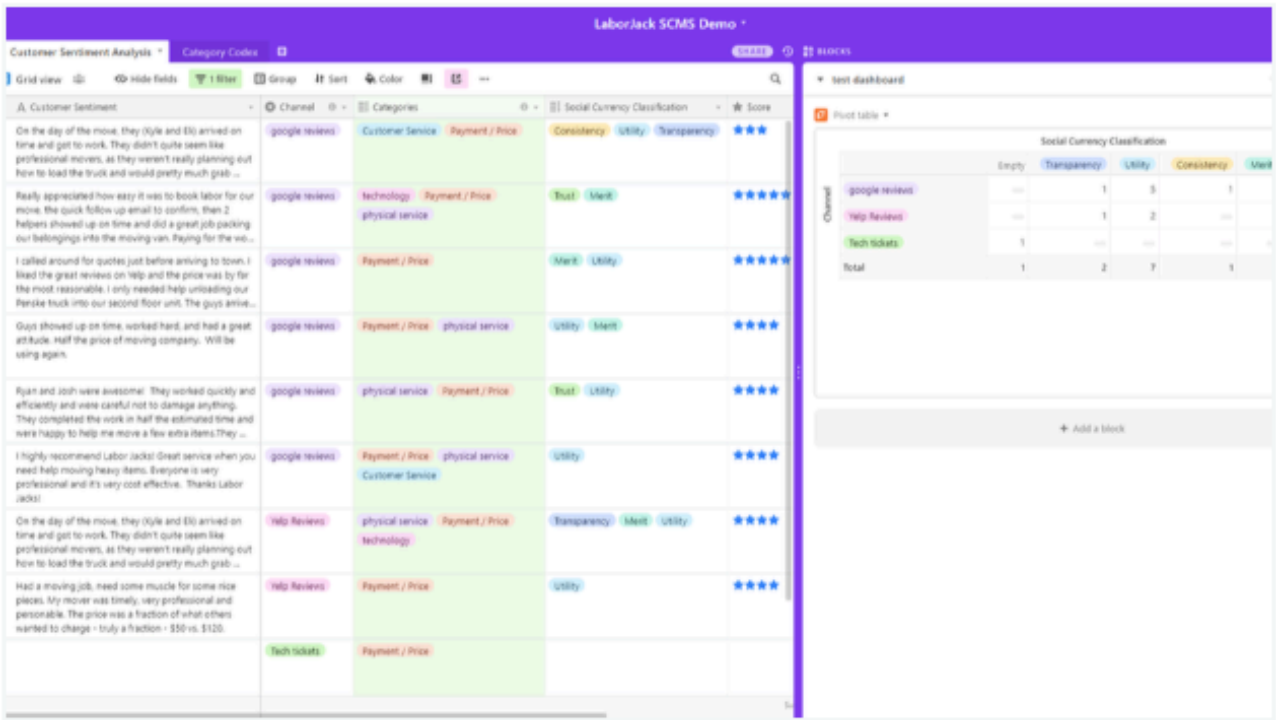 LaborJack SCMS Demo
Customer Sentiment Analysis
Category Codes
SHARE
BLOCKS
Grid view
Hide fields
1 filter
Group
Sort
Color
test dashboard
Customer Sentiment
Channel
Categories
Social Currency Classification
Score
On the day of the move, they (Kyle and Eli) arrived on
time and got to work. They didn't quite seem like
professional movers, as they weren't really planning out
how to load the truck and would pretty much grab ...
google reviews
Customer Service Payment / Price
Consistency Utility Transparency
Really appreciated how easy it was to book labor for our
move, the quick follow up email to confirm, then 2
helpers showed up on time and did a great job packing
our belongings into the moving van. Paying for the wo...
google reviews
technology Payment / Price
physical service
Trust Merit
I called around for quotes just before arriving to town. I
liked the great reviews on Yelp and the price was by far
the most reasonable. I only needed help unloading our
Penske truck into our second floor unit. The guys arrive...
google reviews
Payment / Price
Merit Utility
Guys showed up on time, worked hard, and had a great
attitude. Half the price of moving company. Will be
using again.
google reviews
Payment / Price physical service
Utility Merit
Ryan and Josh were awesome! They worked quickly and
efficiently and were careful not to damage anything.
They completed the work in half the estimated time and
were happy to help me move a few extra items.They ...
google reviews
physical service Payment / Price
Trust Utility
I highly recommend Labor Jacks! Great service when you
need help moving heavy items. Everyone is very
professional and it's very cost effective. Thanks Labor
Jacks!
google reviews
Payment / Price physical service
Customer Service
Utility
On the day of the move, they (Kyle and Eli) arrived on
time and got to work. They didn't quite seem like
professional movers, as they weren't really planning out
how to load the truck and would pretty much grab ...
Yelp Reviews
physical service Payment / Price
technology
Transparency Merit Utility
Had a moving job, need some muscle for some nice
pieces. My mover was timely, very professional and
personable. The price was a fraction of what others
wanted to charge - truly a fraction - $50 vs. $120.
Yelp Reviews
Payment / Price
Utility
Tech tickets
Payment / Price
Pivot table
Social Currency Classification
Empty Transparency Utility Consistency
Channel
google reviews 1 5 1
Yelp Reviews 1 2
Tech tickets 1
Total 1 2 7 1
+ Add a block